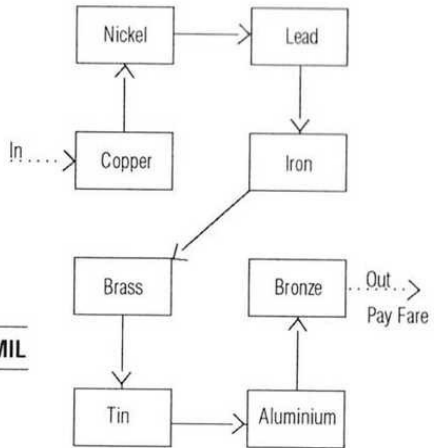 Nickel
Lead
In
Copper
Iron
Brass
Bronze
Out
Pay Fare
MIL
Tin
Aluminium